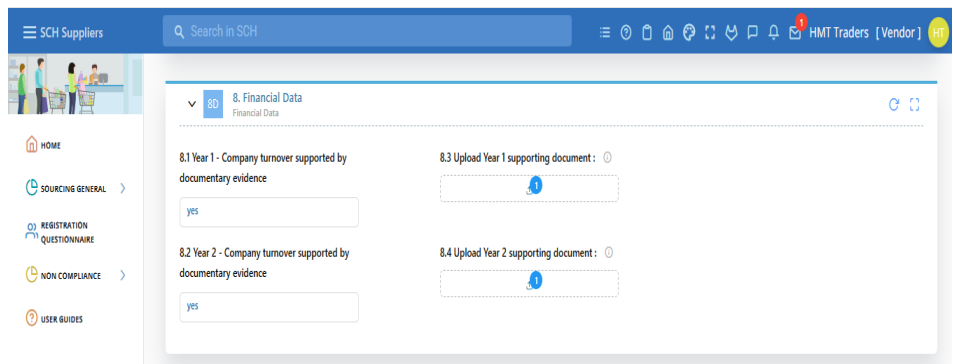 SCH Suppliers
Search in SCH
1
HMT Traders [ Vendor ]
HT
HOME
SOURCING GENERAL
REGISTRATION
QUESTIONNAIRE
NON COMPLIANCE
USER GUIDES
8D
8. Financial Data
Financial Data
8.1 Year 1 - Company turnover supported by
documentary evidence
yes
8.3 Upload Year 1 supporting document :
1
8.2 Year 2 - Company turnover supported by
documentary evidence
yes
8.4 Upload Year 2 supporting document :
1